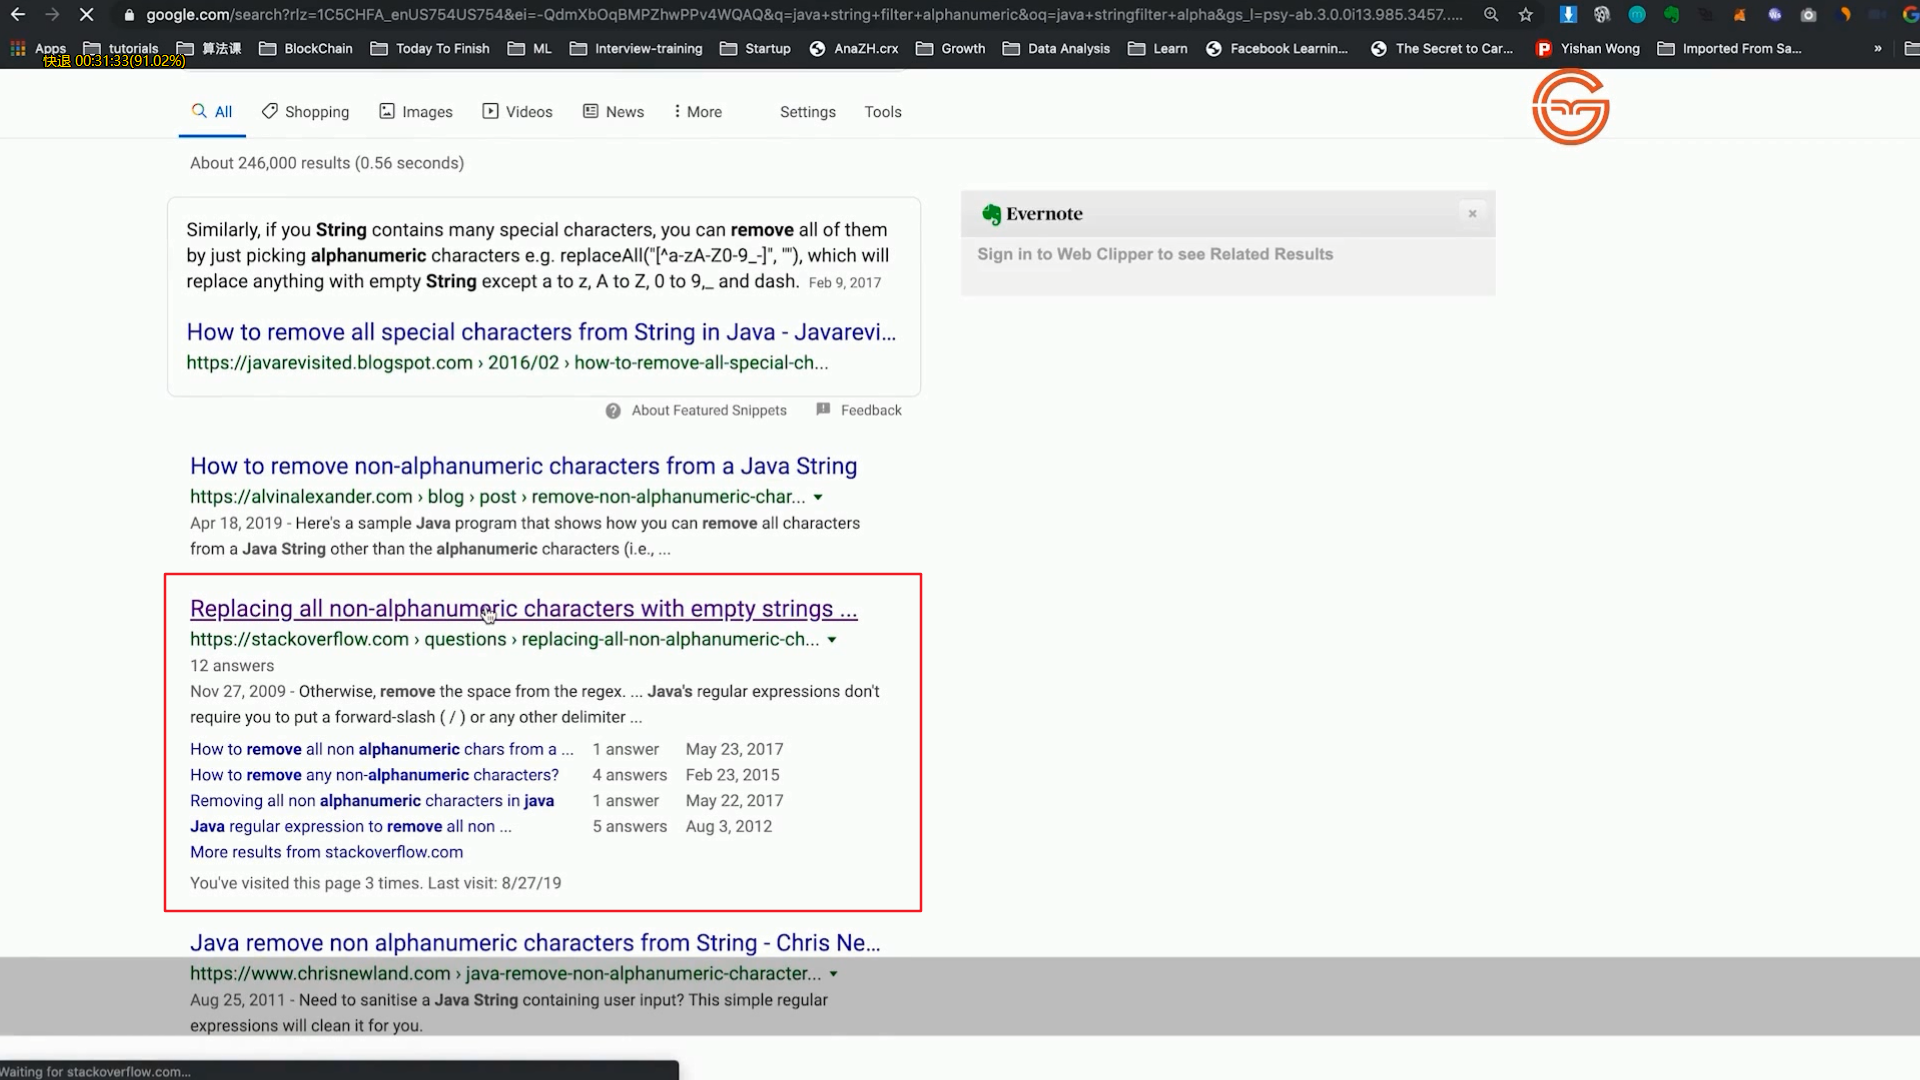 google.com/search?rlz=1C5CHFA_enUS754US754&ei=-QdmXbOqBMPZhwPPv4WQAQ&q=java+string+filter+alphanumeric&oq=java+stringfilter+alpha&gs_l=psy-ab.3.0.0i13.985.3457....
Apps tutorials 算法课 BlockChain Today To Finish ML Interview-training Startup AnaZH.crx Growth Data Analysis Learn Facebook Learnin... The Secret to Car... Yishan Wong Imported From Sa... »
快退 00:31:33(91.02%)
All Shopping Images Videos News More Settings Tools
About 246,000 results (0.56 seconds)
Similarly, if you String contains many special characters, you can remove all of them
by just picking alphanumeric characters e.g. replaceAll("[^a-zA-Z0-9_-]", ""), which will
replace anything with empty String except a to z, A to Z, 0 to 9,_ and dash. Feb 9, 2017
How to remove all special characters from String in Java - Javarevi...
https://javarevisited.blogspot.com › 2016/02 › how-to-remove-all-special-ch...
About Featured Snippets Feedback
Evernote
Sign in to Web Clipper to see Related Results
How to remove non-alphanumeric characters from a Java String
https://alvinalexander.com › blog › post › remove-non-alphanumeric-char...
Apr 18, 2019 - Here's a sample Java program that shows how you can remove all characters
from a Java String other than the alphanumeric characters (i.e., ...
Replacing all non-alphanumeric characters with empty strings ...
https://stackoverflow.com › questions › replacing-all-non-alphanumeric-ch...
12 answers
Nov 27, 2009 - Otherwise, remove the space from the regex. ... Java's regular expressions don't
require you to put a forward-slash ( / ) or any other delimiter ...
How to remove all non alphanumeric chars from a ... 1 answer May 23, 2017
How to remove any non-alphanumeric characters? 4 answers Feb 23, 2015
Removing all non alphanumeric characters in java 1 answer May 22, 2017
Java regular expression to remove all non ... 5 answers Aug 3, 2012
More results from stackoverflow.com
You've visited this page 3 times. Last visit: 8/27/19
Java remove non alphanumeric characters from String - Chris Ne...
https://www.chrisnewland.com › java-remove-non-alphanumeric-character...
Aug 25, 2011 - Need to sanitise a Java String containing user input? This simple regular
expressions will clean it for you.
Waiting for stackoverflow.com...